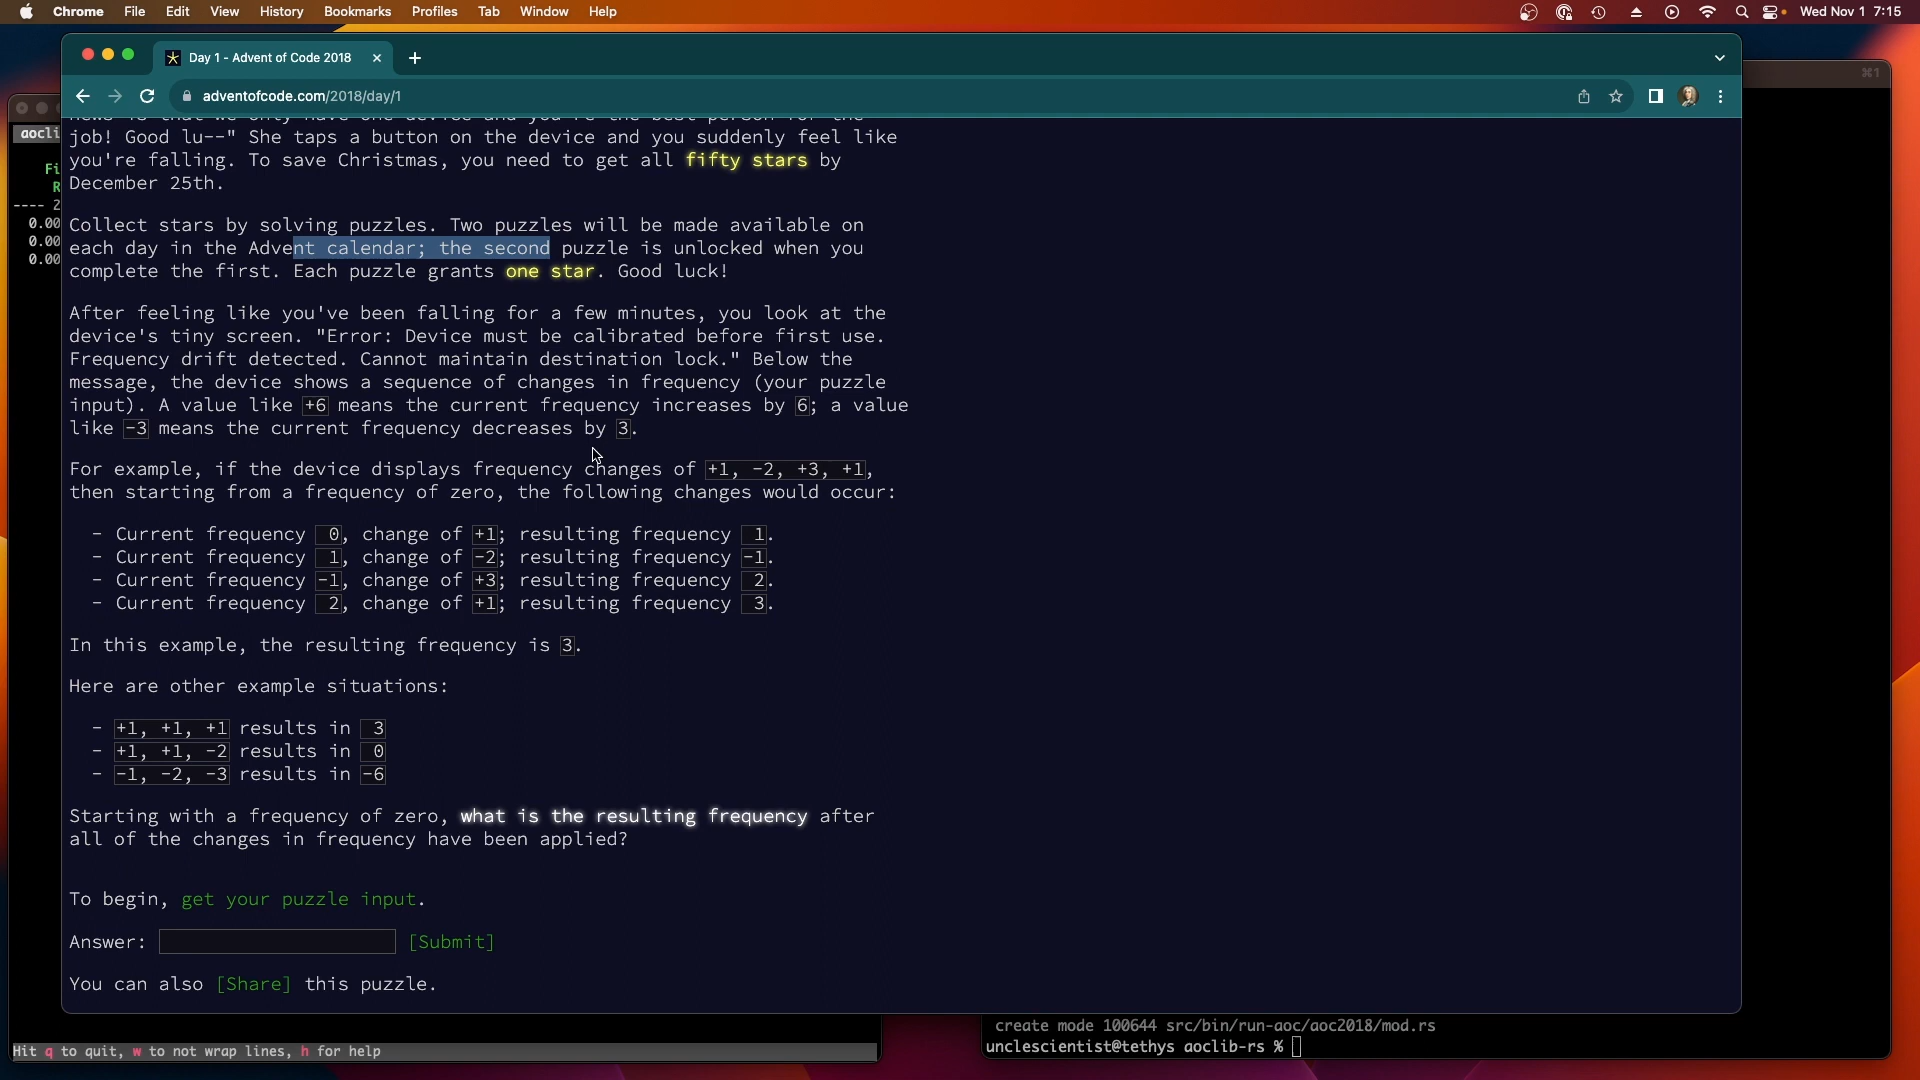 Chrome File Edit View History Bookmarks Profiles Tab Window Help Wed Nov 1 7:15
Day 1 - Advent of Code 2018
⌘1
adventofcode.com/2018/day/1
job! Good lu--" She taps a button on the device and you suddenly feel like
you're falling. To save Christmas, you need to get all fifty stars by
December 25th.
Collect stars by solving puzzles. Two puzzles will be made available on
each day in the Advent calendar; the second puzzle is unlocked when you
complete the first. Each puzzle grants one star. Good luck!
After feeling like you've been falling for a few minutes, you look at the
device's tiny screen. "Error: Device must be calibrated before first use.
Frequency drift detected. Cannot maintain destination lock." Below the
message, the device shows a sequence of changes in frequency (your puzzle
input). A value like +6 means the current frequency increases by 6; a value
like -3 means the current frequency decreases by 3.
For example, if the device displays frequency changes of +1, -2, +3, +1,
then starting from a frequency of zero, the following changes would occur:
- Current frequency 0, change of +1; resulting frequency 1.
- Current frequency 1, change of -2; resulting frequency -1.
- Current frequency -1, change of +3; resulting frequency 2.
- Current frequency 2, change of +1; resulting frequency 3.
In this example, the resulting frequency is 3.
Here are other example situations:
- +1, +1, +1 results in 3
- +1, +1, -2 results in 0
- -1, -2, -3 results in -6
Starting with a frequency of zero, what is the resulting frequency after
all of the changes in frequency have been applied?
To begin, get your puzzle input.
Answer: [Submit]
You can also [Share] this puzzle.
aocli
Fi
R
---- 2
0.00
0.00
0.00
Hit q to quit, w to not wrap lines, h for help
create mode 100644 src/bin/run-aoc/aoc2018/mod.rs
unclescientist@tethys aoclib-rs %